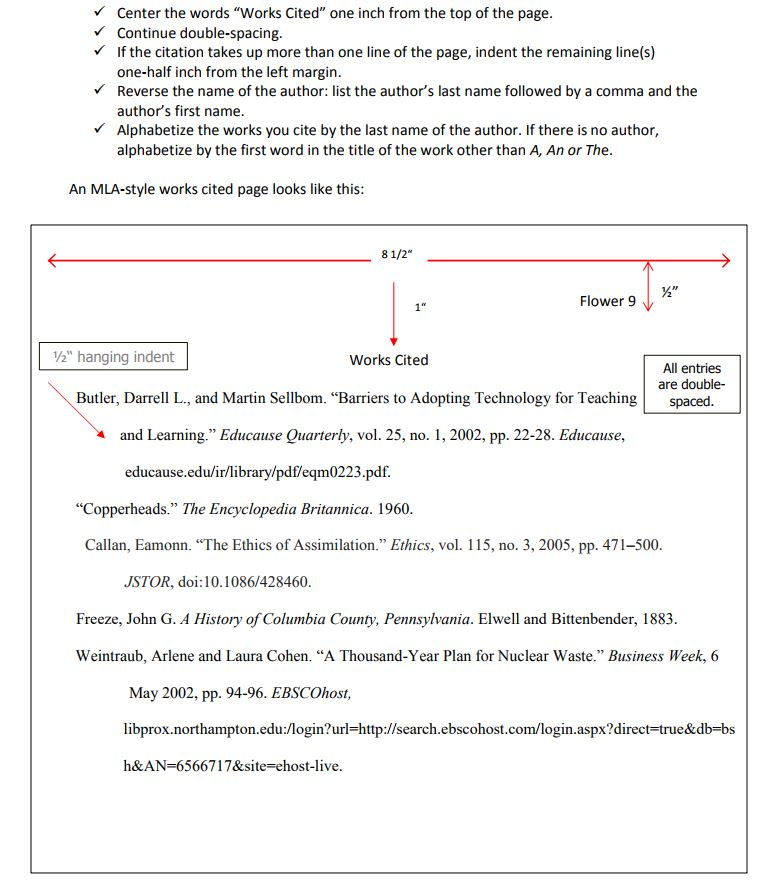 ✓ Center the words “Works Cited” one inch from the top of the page.
✓ Continue double-spacing.
✓ If the citation takes up more than one line of the page, indent the remaining line(s)
one-half inch from the left margin.
✓ Reverse the name of the author: list the author’s last name followed by a comma and the
author’s first name.
✓ Alphabetize the works you cite by the last name of the author. If there is no author,
alphabetize by the first word in the title of the work other than A, An or The.
An MLA-style works cited page looks like this:
8 1/2“
1“
Flower 9
½”
½“ hanging indent
Works Cited
All entries
are double-
spaced.
Butler, Darrell L., and Martin Sellbom. “Barriers to Adopting Technology for Teaching
and Learning.” Educause Quarterly, vol. 25, no. 1, 2002, pp. 22-28. Educause,
educause.edu/ir/library/pdf/eqm0223.pdf.
“Copperheads.” The Encyclopedia Britannica. 1960.
Callan, Eamonn. “The Ethics of Assimilation.” Ethics, vol. 115, no. 3, 2005, pp. 471–500.
JSTOR, doi:10.1086/428460.
Freeze, John G. A History of Columbia County, Pennsylvania. Elwell and Bittenbender, 1883.
Weintraub, Arlene and Laura Cohen. “A Thousand-Year Plan for Nuclear Waste.” Business Week, 6
May 2002, pp. 94-96. EBSCOhost,
libprox.northampton.edu:/login?url=http://search.ebscohost.com/login.aspx?direct=true&db=bs
h&AN=6566717&site=ehost-live.